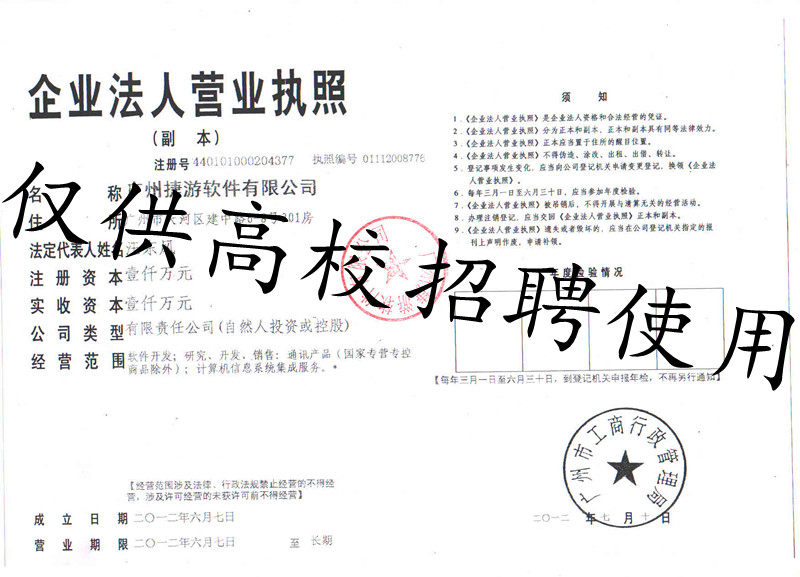 企业法人营业执照
(副 本)
注册号 440101000204377 执照编号 01112008776
名 称 广州捷游软件有限公司
住 所 广州市天河区建中路 号 301房
法定代表人姓名
注册资本 壹仟万元
实收资本 壹仟万元
公司类型 有限责任公司(自然人投资或控股)
经营范围 软件开发；研究、开发、销售：通讯产品（国家专营专控
商品除外）；计算机信息系统集成服务。*
【经营范围涉及法律、行政法规禁止经营的不得经
营，涉及许可经营的未获许可前不得经营】
成立日期 二〇一二年六月七日
营业期限 二〇一二年六月七日 至 长期
须 知
1．《企业法人营业执照》是企业法人资格和合法经营的凭证。
2．《企业法人营业执照》分为正本和副本，正本和副本具有同等法律效力。
3．《企业法人营业执照》正本应当置于住所的醒目位置。
4．《企业法人营业执照》不得伪造、涂改、出租、出借、转让。
5．登记事项发生变化，应当向公司登记机关申请变更登记，换领《企业法
人营业执照》。
6．每年三月一日至六月三十日，应当参加年度检验。
7．《企业法人营业执照》被吊销后，不得开展与清算无关的经营活动。
8．办理注销登记，应当交回《企业法人营业执照》正本和副本。
9．《企业法人营业执照》遗失或者毁坏的，应当在公司登记机关指定的报
刊上声明作废，申请补领。
年度检验情况
【每年三月一日至六月三十日，到登记机关申报年检，不再另行通知】
广州市工商行政管理局
二〇一二 年 七 月 十 日
仅供高校招聘使用